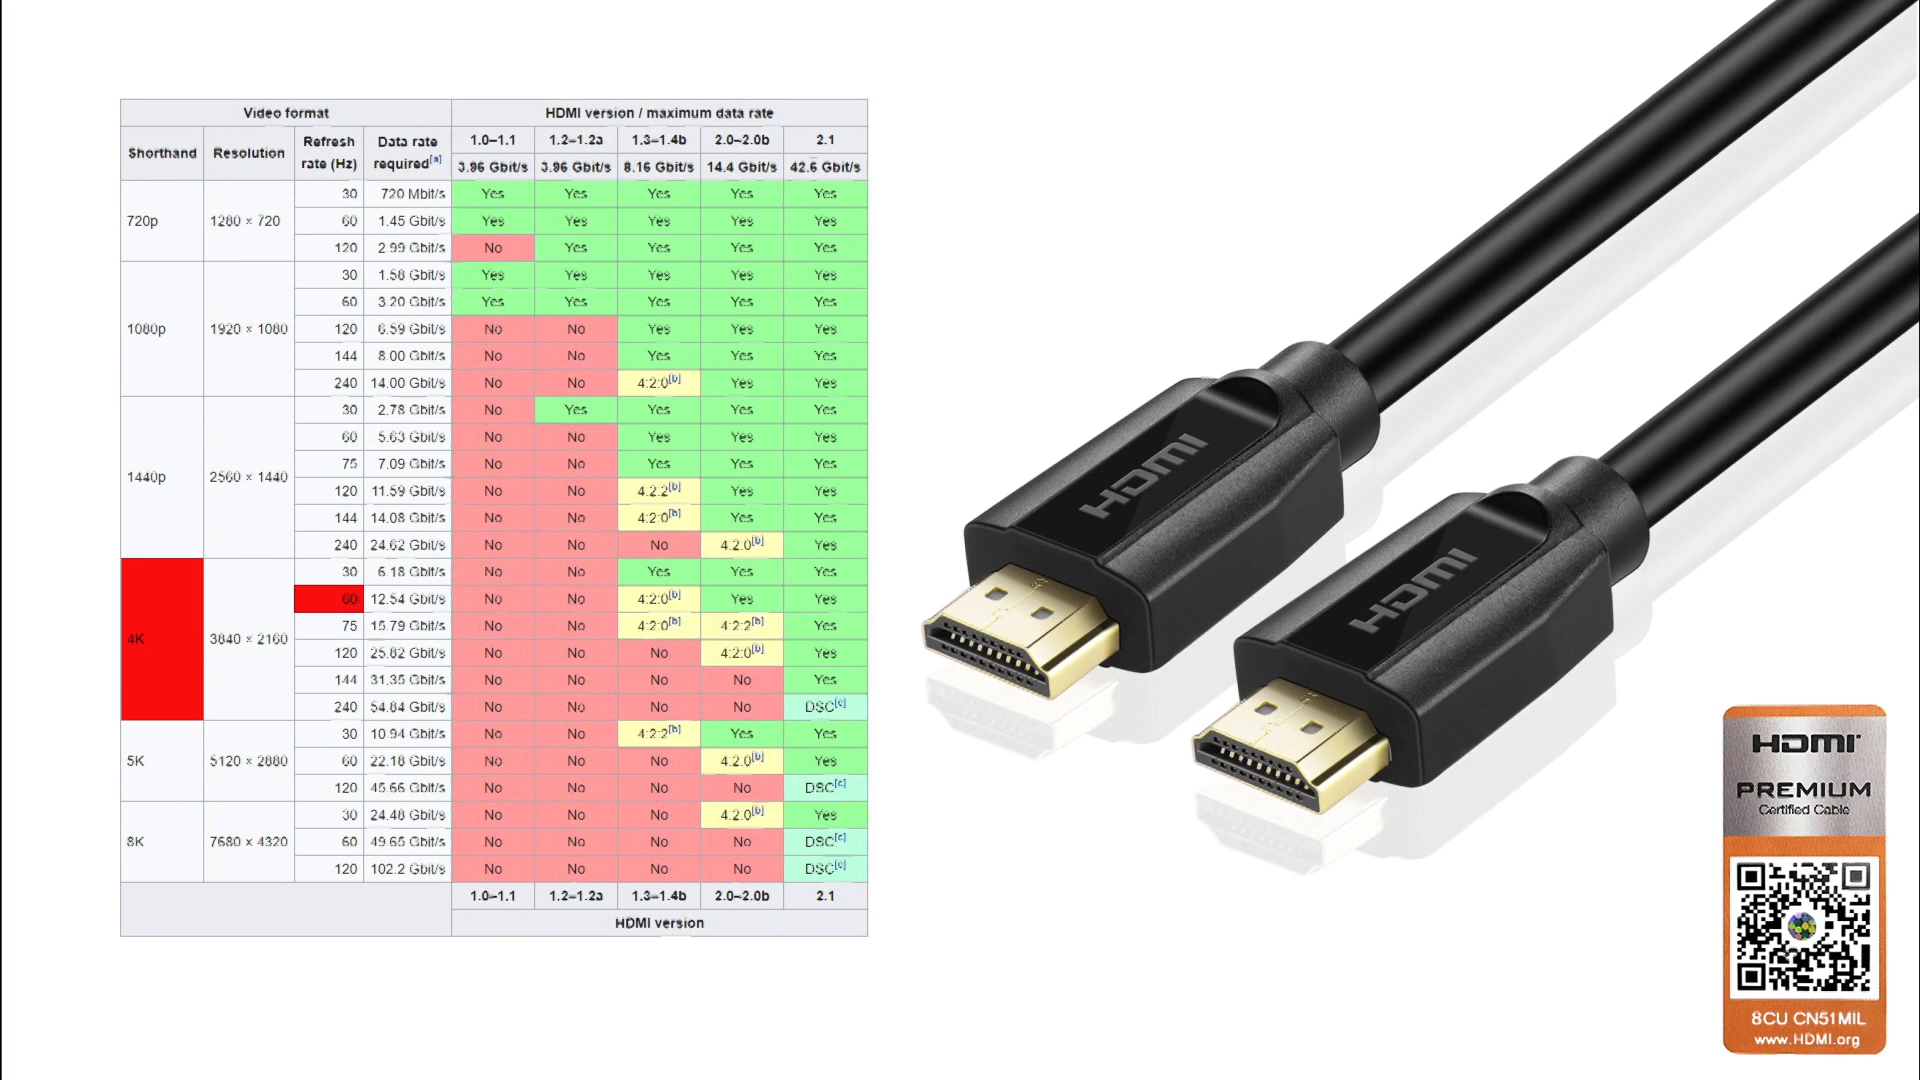 Video format HDMI version / maximum data rate
Shorthand Resolution Refresh rate (Hz) Data rate required[a] 1.0–1.1 1.2–1.2a 1.3–1.4b 2.0–2.0b 2.1
3.96 Gbit/s 3.96 Gbit/s 8.16 Gbit/s 14.4 Gbit/s 42.6 Gbit/s
720p 1280 × 720 30 720 Mbit/s Yes Yes Yes Yes Yes
60 1.45 Gbit/s Yes Yes Yes Yes Yes
120 2.99 Gbit/s No Yes Yes Yes Yes
1080p 1920 × 1080 30 1.58 Gbit/s Yes Yes Yes Yes Yes
60 3.20 Gbit/s Yes Yes Yes Yes Yes
120 6.59 Gbit/s No No Yes Yes Yes
144 8.00 Gbit/s No No Yes Yes Yes
240 14.00 Gbit/s No No 4:2:0[b] Yes Yes
1440p 2560 × 1440 30 2.78 Gbit/s No Yes Yes Yes Yes
60 5.63 Gbit/s No No Yes Yes Yes
75 7.09 Gbit/s No No Yes Yes Yes
120 11.59 Gbit/s No No 4:2:2[b] Yes Yes
144 14.08 Gbit/s No No 4:2:0[b] Yes Yes
240 24.62 Gbit/s No No No 4:2:0[b] Yes
4K 3840 × 2160 30 6.18 Gbit/s No No Yes Yes Yes
60 12.54 Gbit/s No No 4:2:0[b] Yes Yes
75 15.79 Gbit/s No No 4:2:0[b] 4:2:2[b] Yes
120 25.82 Gbit/s No No No 4:2:0[b] Yes
144 31.35 Gbit/s No No No No Yes
240 54.84 Gbit/s No No No No DSC[c]
5K 5120 × 2880 30 10.94 Gbit/s No No 4:2:2[b] Yes Yes
60 22.18 Gbit/s No No No 4:2:0[b] Yes
120 45.66 Gbit/s No No No No DSC[c]
8K 7680 × 4320 30 24.48 Gbit/s No No No 4:2:0[b] Yes
60 49.65 Gbit/s No No No No DSC[c]
120 102.2 Gbit/s No No No No DSC[c]
1.0–1.1 1.2–1.2a 1.3–1.4b 2.0–2.0b 2.1
HDMI version
HDMI
HDMI
HDMI
PREMIUM
Certified Cable
8CU CN51MIL
www.HDMI.org